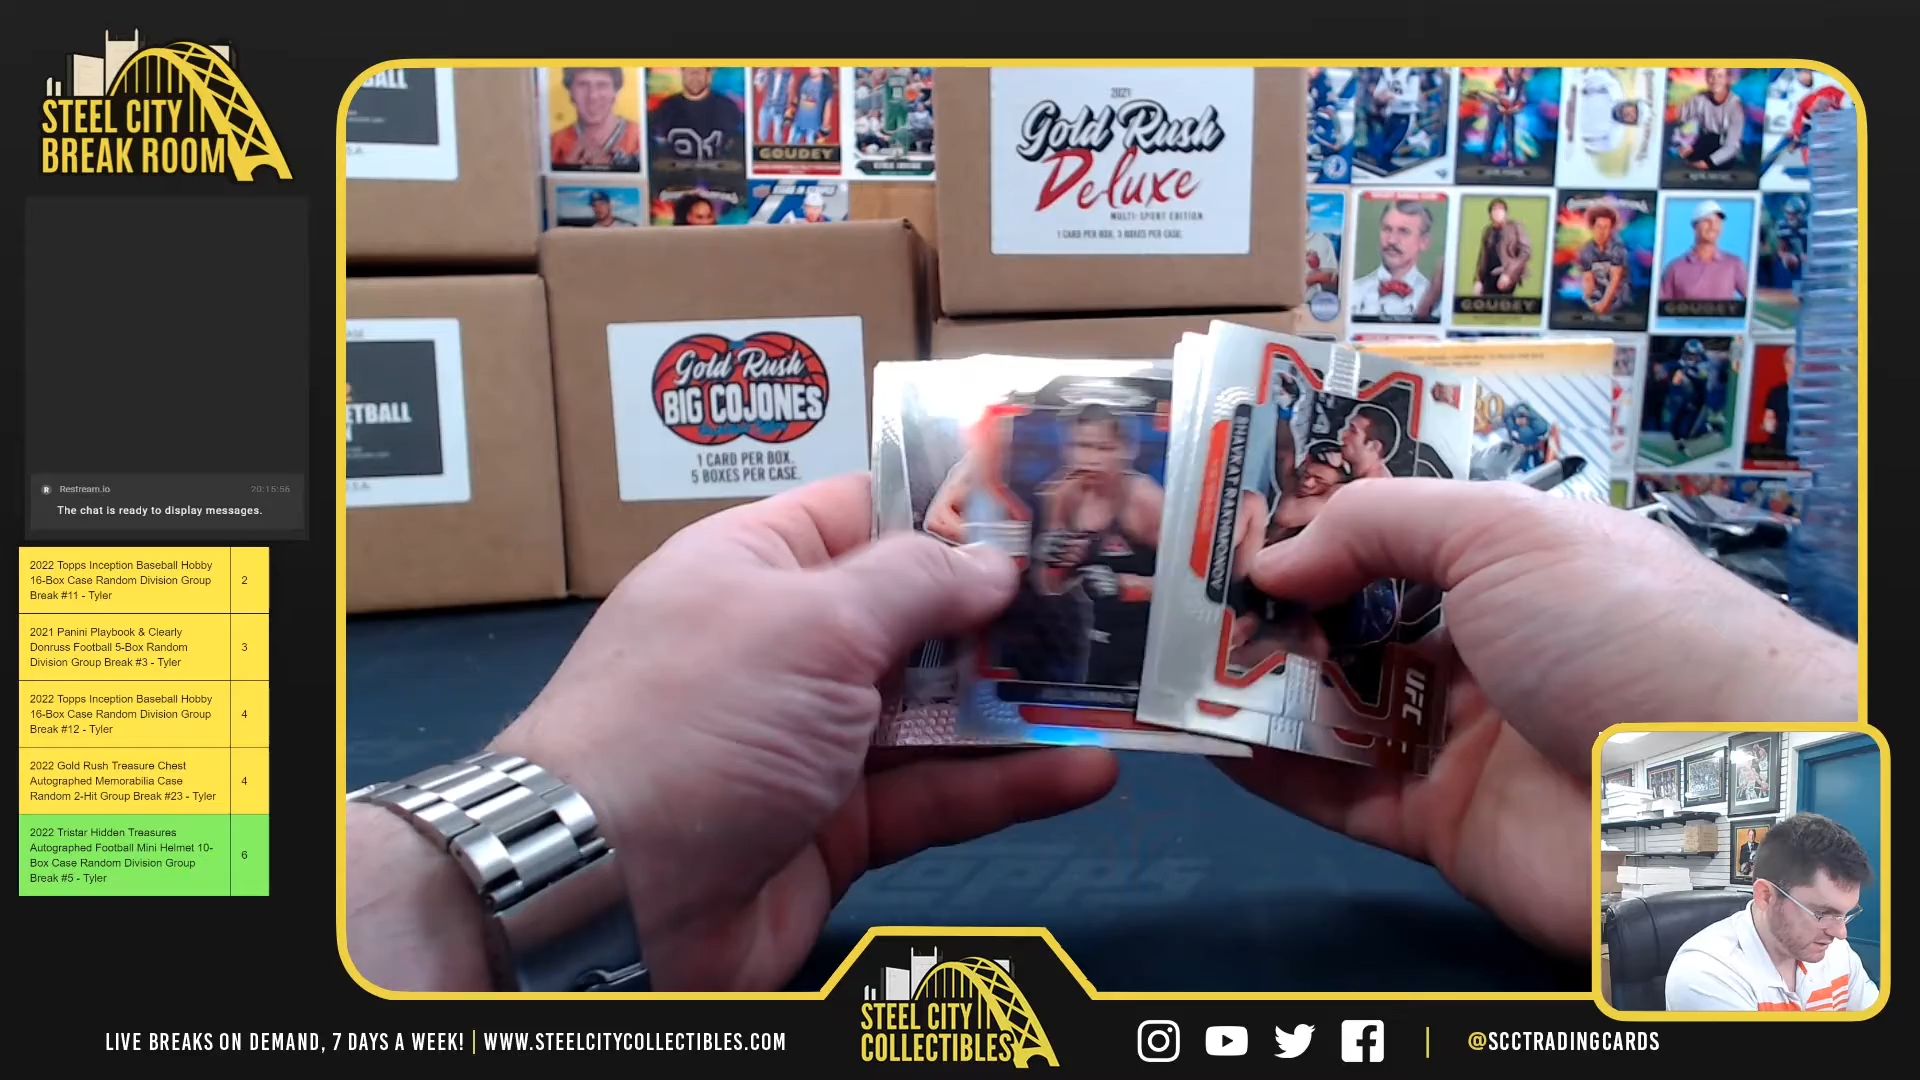 STEEL CITY
BREAK ROOM
Restream.io
20:15:56
The chat is ready to display messages.
2022 Topps Inception Baseball Hobby
16-Box Case Random Division Group
Break #11 - Tyler
2
2021 Panini Playbook & Clearly
Donruss Football 5-Box Random
Division Group Break #3 - Tyler
3
2022 Topps Inception Baseball Hobby
16-Box Case Random Division Group
Break #12 - Tyler
4
2022 Gold Rush Treasure Chest
Autographed Memorabilia Case
Random 2-Hit Group Break #23 - Tyler
4
2022 Tristar Hidden Treasures
Autographed Football Mini Helmet 10-
Box Case Random Division Group
Break #5 - Tyler
6
2021
Gold Rush
Deluxe
MULTI-SPORT EDITION
1 CARD PER BOX, 3 BOXES PER CASE.
Gold Rush
BIG COJONES
1 CARD PER BOX.
5 BOXES PER CASE.
ETBALL
GOUDEY
GOUDEY
GOUDEY
SHAVKAT RAKHMONOV
UFC
LIVE BREAKS ON DEMAND, 7 DAYS A WEEK! | WWW.STEELCITYCOLLECTIBLES.COM
STEEL CITY
COLLECTIBLES
@SCCTRADINGCARDS